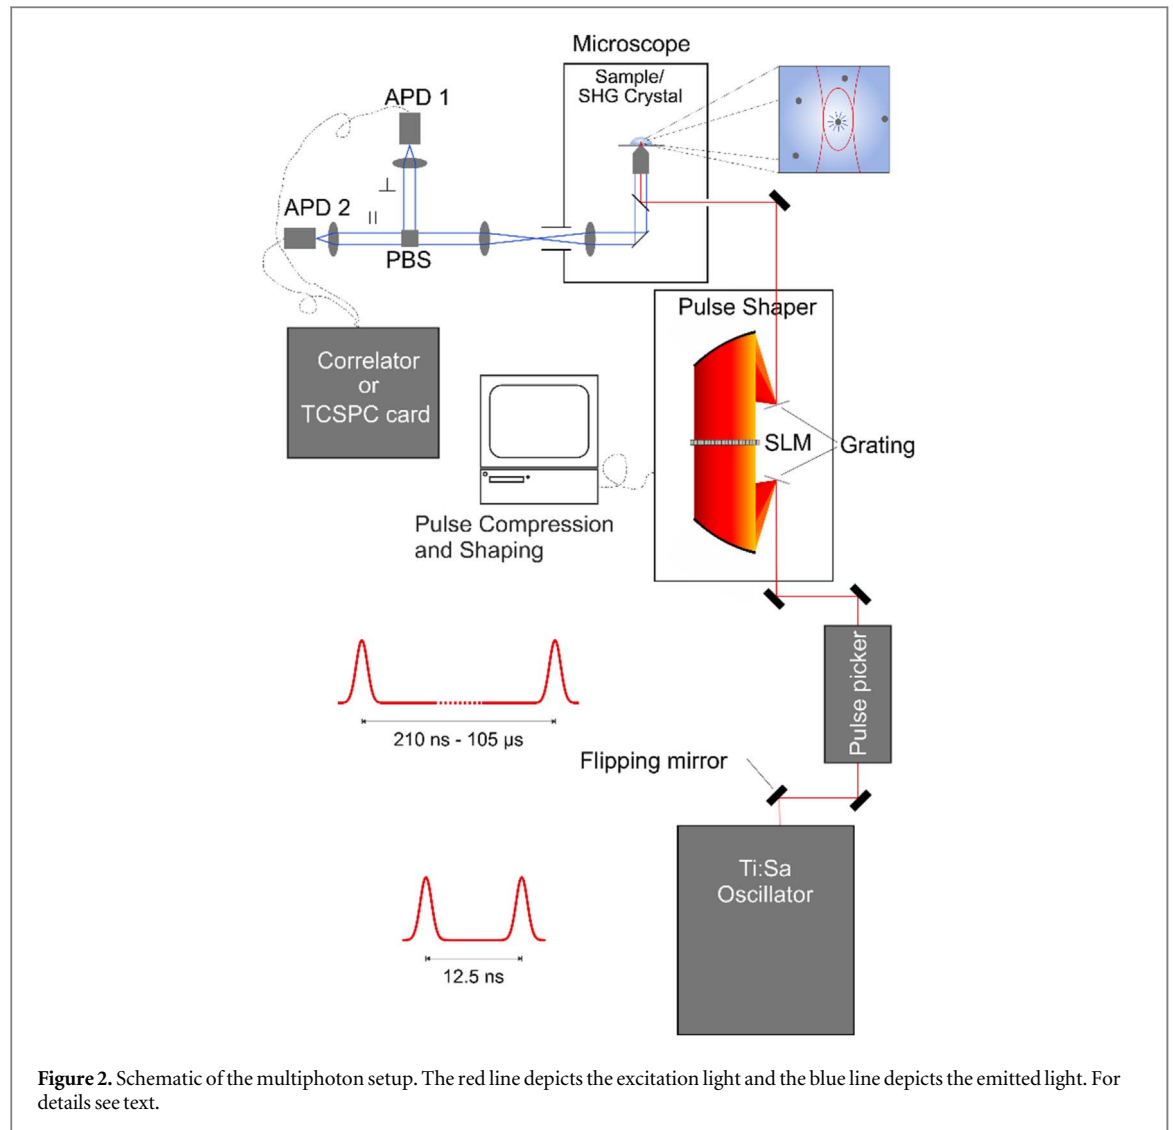 Microscope
Sample/
SHG Crystal
APD 1
⊥
APD 2
||
PBS
Correlator
or
TCSPC card
Pulse Shaper
SLM
Grating
Pulse Compression
and Shaping
Pulse picker
210 ns - 105 µs
Flipping mirror
Ti:Sa
Oscillator
12.5 ns
Figure 2. Schematic of the multiphoton setup. The red line depicts the excitation light and the blue line depicts the emitted light. For
details see text.